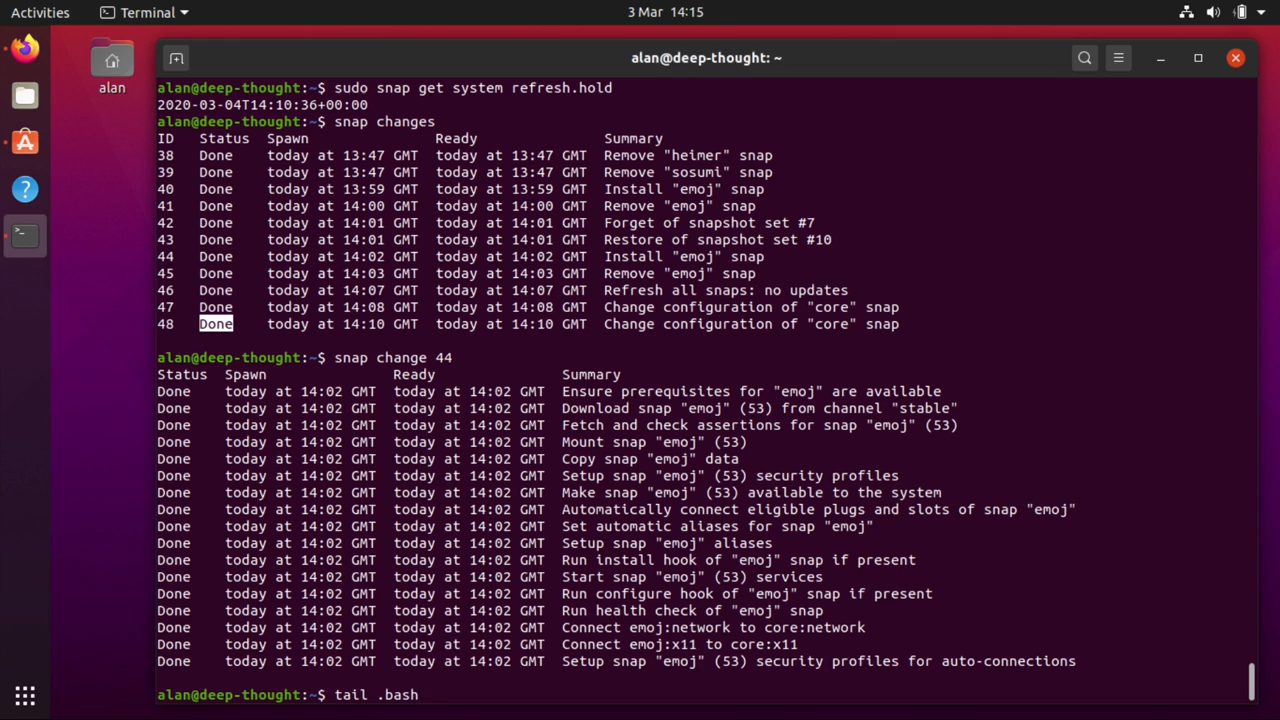 Activities
Terminal
3 Mar 14:15
alan
alan@deep-thought: ~
alan@deep-thought:~$ sudo snap get system refresh.hold
2020-03-04T14:10:36+00:00
alan@deep-thought:~$ snap changes
ID Status Spawn Ready Summary
38 Done today at 13:47 GMT today at 13:47 GMT Remove "heimer" snap
39 Done today at 13:47 GMT today at 13:47 GMT Remove "sosumi" snap
40 Done today at 13:59 GMT today at 13:59 GMT Install "emoj" snap
41 Done today at 14:00 GMT today at 14:00 GMT Remove "emoj" snap
42 Done today at 14:01 GMT today at 14:01 GMT Forget of snapshot set #7
43 Done today at 14:01 GMT today at 14:01 GMT Restore of snapshot set #10
44 Done today at 14:02 GMT today at 14:02 GMT Install "emoj" snap
45 Done today at 14:03 GMT today at 14:03 GMT Remove "emoj" snap
46 Done today at 14:07 GMT today at 14:07 GMT Refresh all snaps: no updates
47 Done today at 14:08 GMT today at 14:08 GMT Change configuration of "core" snap
48 Done today at 14:10 GMT today at 14:10 GMT Change configuration of "core" snap
alan@deep-thought:~$ snap change 44
Status Spawn Ready Summary
Done today at 14:02 GMT today at 14:02 GMT Ensure prerequisites for "emoj" are available
Done today at 14:02 GMT today at 14:02 GMT Download snap "emoj" (53) from channel "stable"
Done today at 14:02 GMT today at 14:02 GMT Fetch and check assertions for snap "emoj" (53)
Done today at 14:02 GMT today at 14:02 GMT Mount snap "emoj" (53)
Done today at 14:02 GMT today at 14:02 GMT Copy snap "emoj" data
Done today at 14:02 GMT today at 14:02 GMT Setup snap "emoj" (53) security profiles
Done today at 14:02 GMT today at 14:02 GMT Make snap "emoj" (53) available to the system
Done today at 14:02 GMT today at 14:02 GMT Automatically connect eligible plugs and slots of snap "emoj"
Done today at 14:02 GMT today at 14:02 GMT Set automatic aliases for snap "emoj"
Done today at 14:02 GMT today at 14:02 GMT Setup snap "emoj" aliases
Done today at 14:02 GMT today at 14:02 GMT Run install hook of "emoj" snap if present
Done today at 14:02 GMT today at 14:02 GMT Start snap "emoj" (53) services
Done today at 14:02 GMT today at 14:02 GMT Run configure hook of "emoj" snap if present
Done today at 14:02 GMT today at 14:02 GMT Run health check of "emoj" snap
Done today at 14:02 GMT today at 14:02 GMT Connect emoj:network to core:network
Done today at 14:02 GMT today at 14:02 GMT Connect emoj:x11 to core:x11
Done today at 14:02 GMT today at 14:02 GMT Setup snap "emoj" (53) security profiles for auto-connections
alan@deep-thought:~$ tail .bash